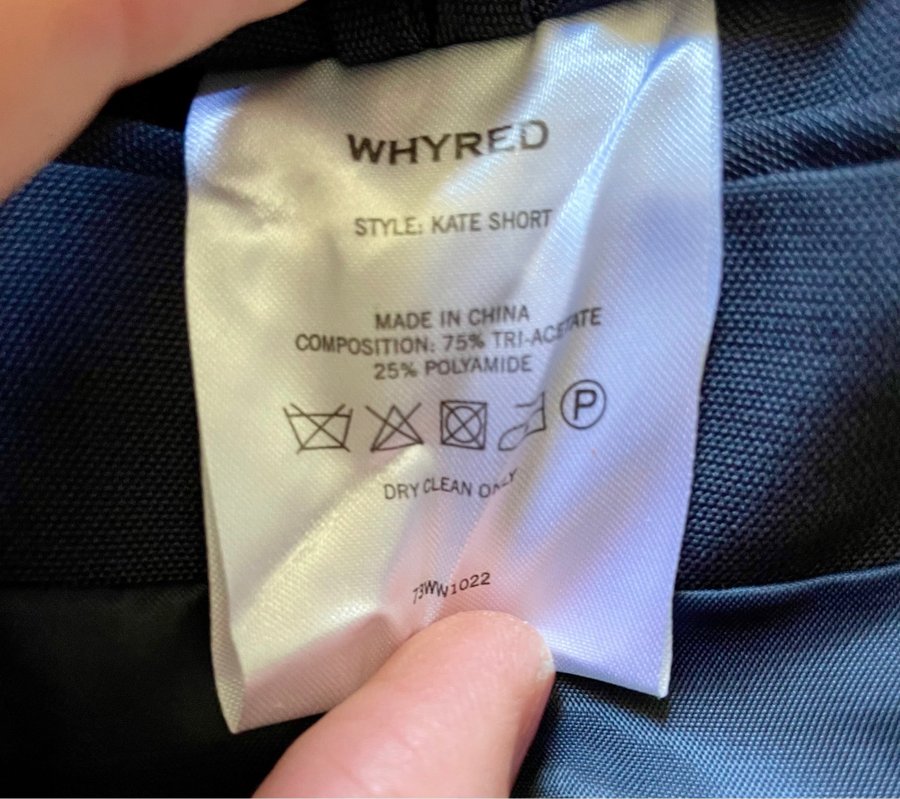 WHYRED
STYLE: KATE SHORT
MADE IN CHINA
COMPOSITION: 75% TRI-ACETATE
25% POLYAMIDE
P
DRY CLEAN ONLY
73WW1022